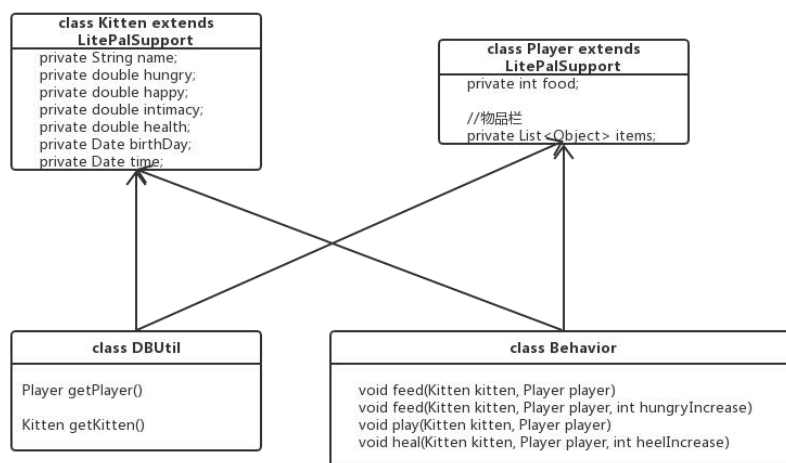 class Kitten extends
LitePalSupport
private String name;
private double hungry;
private double happy;
private double intimacy;
private double health;
private Date birthDay;
private Date time;
class Player extends
LitePalSupport
private int food;
//物品栏
private List<Object> items;
class DBUtil
Player getPlayer()
Kitten getKitten()
class Behavior
void feed(Kitten kitten, Player player)
void feed(Kitten kitten, Player player, int hungryIncrease)
void play(Kitten kitten, Player player)
void heal(Kitten kitten, Player player, int heelIncrease)